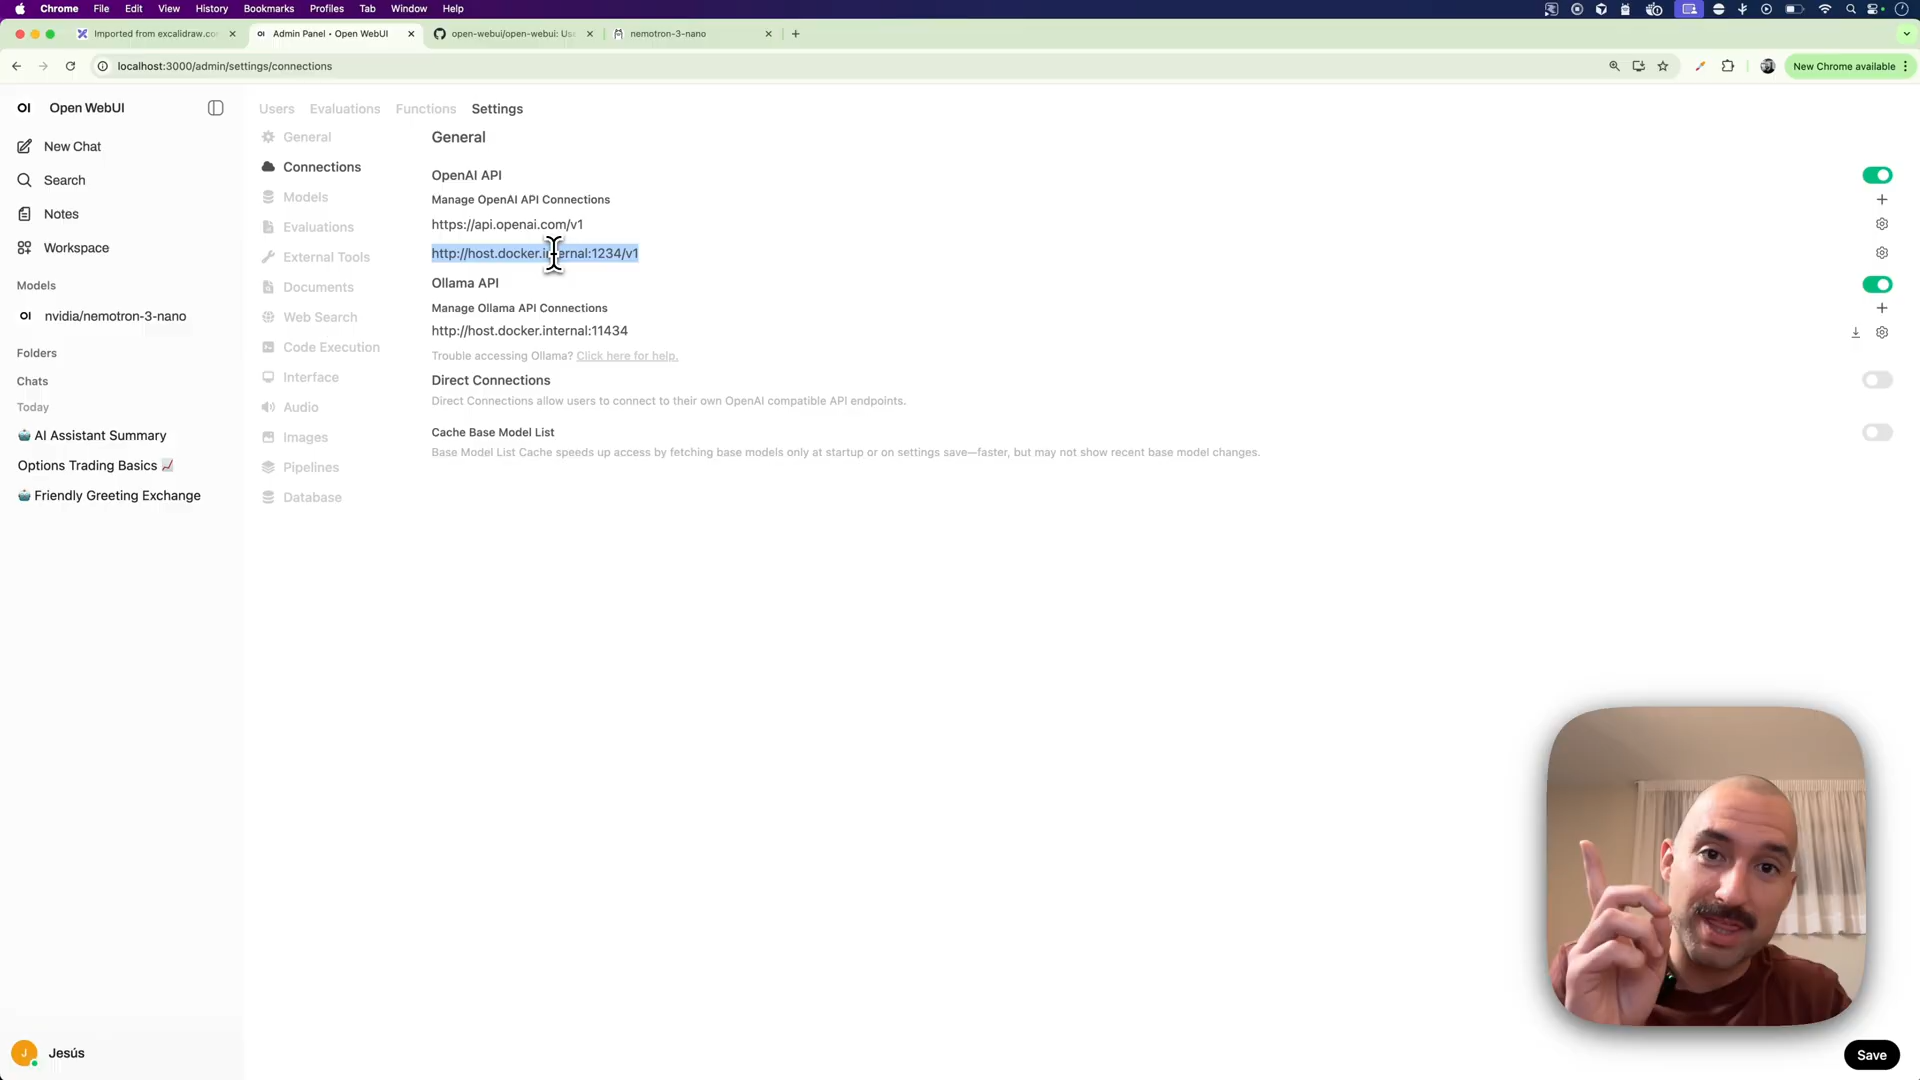 Chrome File Edit View History Bookmarks Profiles Tab Window Help
Imported from excalidraw.co
OI Admin Panel • Open WebUI
open-webui/open-webui: Us
nemotron-3-nano
localhost:3000/admin/settings/connections
New Chrome available
OI Open WebUI
New Chat
Search
Notes
Workspace
Models
OI nvidia/nemotron-3-nano
Folders
Chats
Today
AI Assistant Summary
Options Trading Basics
Friendly Greeting Exchange
J Jesús
Users Evaluations Functions Settings
General
Connections
Models
Evaluations
External Tools
Documents
Web Search
Code Execution
Interface
Audio
Images
Pipelines
Database
General
OpenAI API
Manage OpenAI API Connections
https://api.openai.com/v1
http://host.docker.internal:1234/v1
Ollama API
Manage Ollama API Connections
http://host.docker.internal:11434
Trouble accessing Ollama? Click here for help.
Direct Connections
Direct Connections allow users to connect to their own OpenAI compatible API endpoints.
Cache Base Model List
Base Model List Cache speeds up access by fetching base models only at startup or on settings save—faster, but may not show recent base model changes.
Save